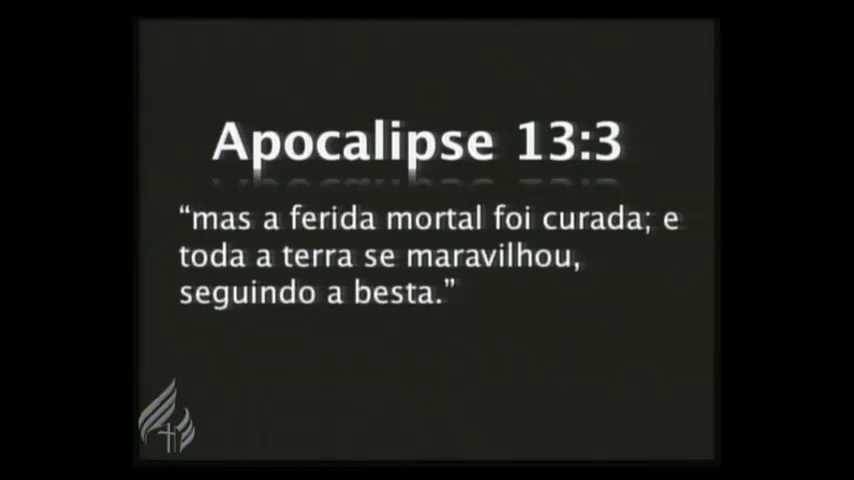 Apocalipse 13:3
“mas a ferida mortal foi curada; e
toda a terra se maravilhou,
seguindo a besta.”